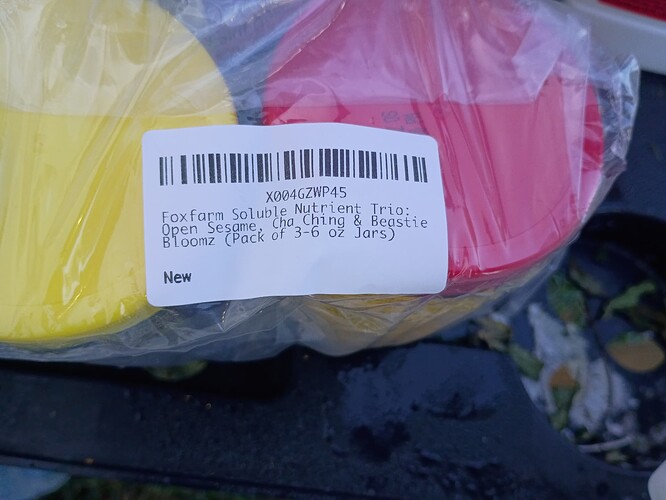 X004GZWP45
Foxfarm Soluble Nutrient Trio:
Open Sesame, Cha Ching & Beastie
Bloomz (Pack of 3-6 oz Jars)
New